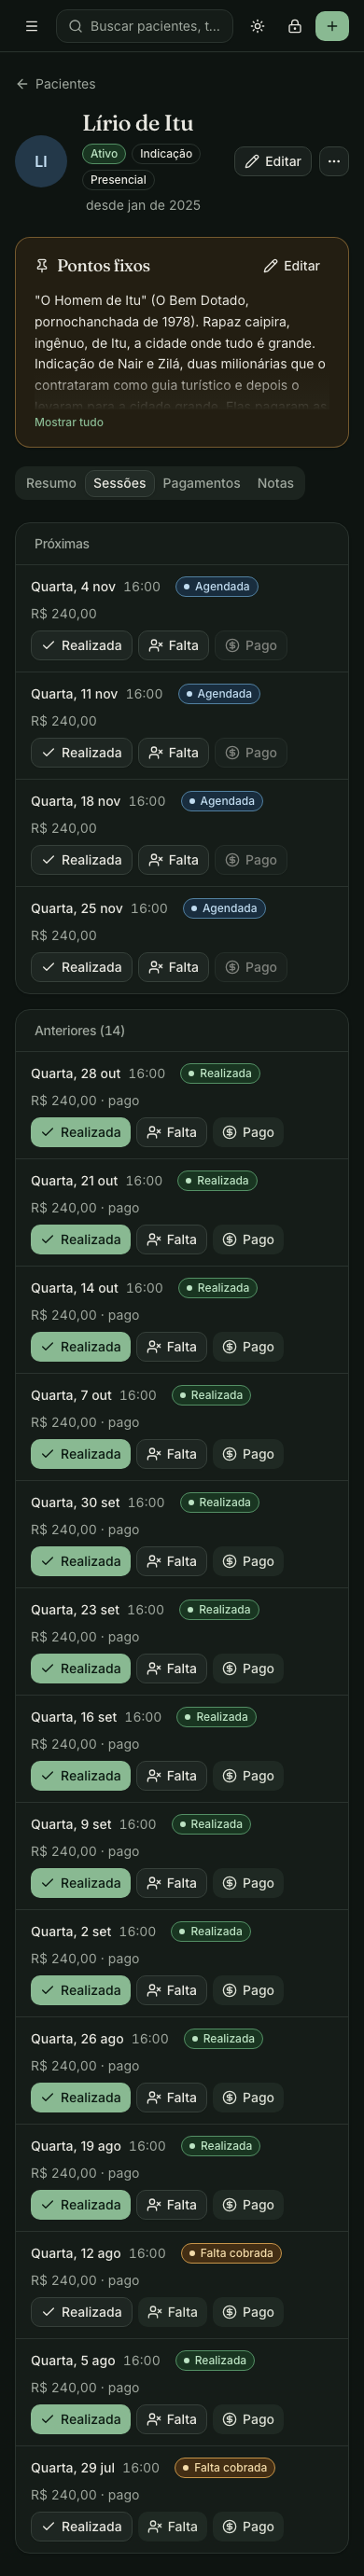 Buscar pacientes, t...
Pacientes
LI
Lírio de Itu
Ativo
Indicação
Presencial
desde jan de 2025
Editar
Pontos fixos
Editar
"O Homem de Itu" (O Bem Dotado,
pornochanchada de 1978). Rapaz caipira,
ingênuo, de Itu, a cidade onde tudo é grande.
Indicação de Nair e Zilá, duas milionárias que o
contrataram como guia turístico e depois o
levaram para a cidade grande. Elas pagaram as
Mostrar tudo
Resumo Sessões Pagamentos Notas
Próximas
Quarta, 4 nov 16:00 Agendada
R$ 240,00
Realizada Falta Pago
Quarta, 11 nov 16:00 Agendada
R$ 240,00
Realizada Falta Pago
Quarta, 18 nov 16:00 Agendada
R$ 240,00
Realizada Falta Pago
Quarta, 25 nov 16:00 Agendada
R$ 240,00
Realizada Falta Pago
Anteriores (14)
Quarta, 28 out 16:00 Realizada
R$ 240,00 · pago
Realizada Falta Pago
Quarta, 21 out 16:00 Realizada
R$ 240,00 · pago
Realizada Falta Pago
Quarta, 14 out 16:00 Realizada
R$ 240,00 · pago
Realizada Falta Pago
Quarta, 7 out 16:00 Realizada
R$ 240,00 · pago
Realizada Falta Pago
Quarta, 30 set 16:00 Realizada
R$ 240,00 · pago
Realizada Falta Pago
Quarta, 23 set 16:00 Realizada
R$ 240,00 · pago
Realizada Falta Pago
Quarta, 16 set 16:00 Realizada
R$ 240,00 · pago
Realizada Falta Pago
Quarta, 9 set 16:00 Realizada
R$ 240,00 · pago
Realizada Falta Pago
Quarta, 2 set 16:00 Realizada
R$ 240,00 · pago
Realizada Falta Pago
Quarta, 26 ago 16:00 Realizada
R$ 240,00 · pago
Realizada Falta Pago
Quarta, 19 ago 16:00 Realizada
R$ 240,00 · pago
Realizada Falta Pago
Quarta, 12 ago 16:00 Falta cobrada
R$ 240,00 · pago
Realizada Falta Pago
Quarta, 5 ago 16:00 Realizada
R$ 240,00 · pago
Realizada Falta Pago
Quarta, 29 jul 16:00 Falta cobrada
R$ 240,00 · pago
Realizada Falta Pago